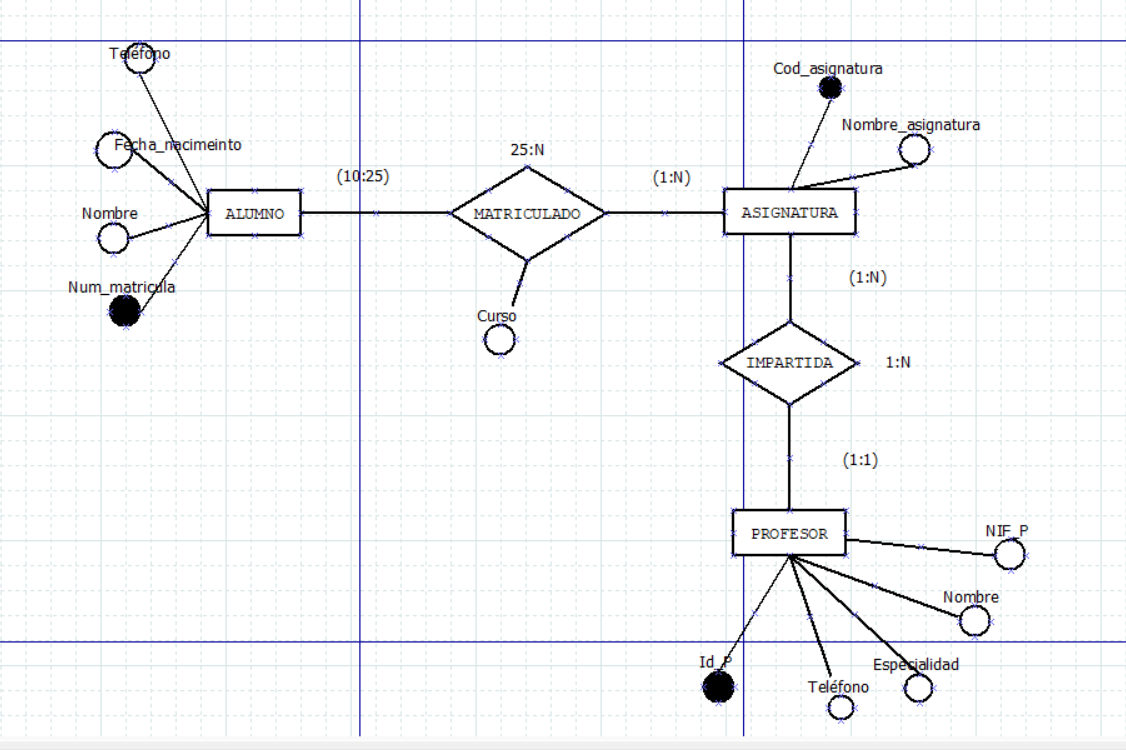 Teléfono
Cod_asignatura
Nombre_asignatura
Fecha_nacimeinto
25:N
(10:25)
(1:N)
Nombre
ALUMNO
MATRICULADO
ASIGNATURA
Num_matricula
(1:N)
Curso
IMPARTIDA
1:N
(1:1)
PROFESOR
NIF_P
Nombre
Id_P
Especialidad
Teléfono